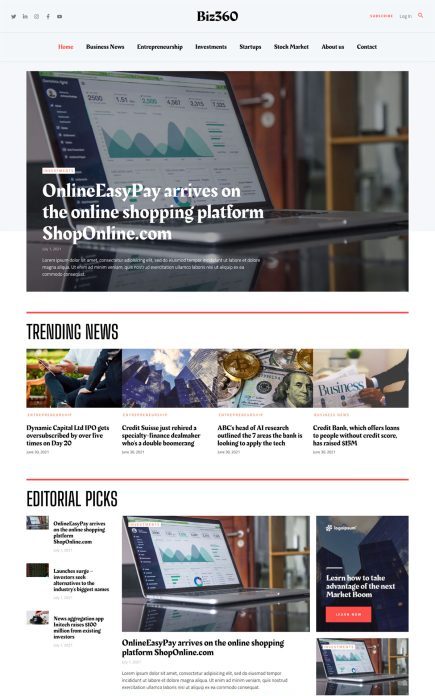 Biz360
SUBSCRIBE
Log In
Home
Business News
Entrepreneurship
Investments
Startups
Stock Market
About us
Contact
INVESTMENTS
OnlineEasyPay arrives on
the online shopping platform
ShopOnline.com
July 1, 2021
Lorem ipsum dolor sit amet, consectetur adipiscing elit, sed do eiusmod tempor incididunt ut labore et dolore
magna aliqua. Ut enim ad minim veniam, quis nostrud exercitation ullamco laboris nisi ut aliquip ex ea
commodo consequat.
TRENDING NEWS
ENTREPRENEURSHIP
Dynamic Capital Ltd IPO gets
oversubscribed by over five
times on Day 20
June 30, 2021
ENTREPRENEURSHIP
Credit Suisse just rehired a
specialty-finance dealmaker
who's a double boomerang
June 30, 2021
ENTREPRENEURSHIP
ABC's head of AI research
outlined the 7 areas the bank is
looking to apply the tech
June 30, 2021
Business
BUSINESS NEWS
Credit Bank, which offers loans
to people without credit score,
has raised $15M
June 30, 2021
EDITORIAL PICKS
OnlineEasyPay arrives
on the online
shopping platform
ShopOnline.com
July 1, 2021
Launches surge –
investors seek
alternatives to the
industry's biggest names
July 1, 2021
News aggregation app
Initech raises $100
million from existing
investors
July 1, 2021
INVESTMENTS
OnlineEasyPay arrives on the online shopping
platform ShopOnline.com
July 1, 2021
Lorem ipsum dolor sit amet, consectetur adipiscing elit, sed do eiusmod
tempor incididunt ut labore et dolore magna aliqua. Ut enim ad minim
veniam, quis nostrud exercitation ullamco laboris nisi ut aliquip ex ea
logoipsum
Learn how to take
advantage of the next
Market Boom
LEARN NOW
INVESTMENTS